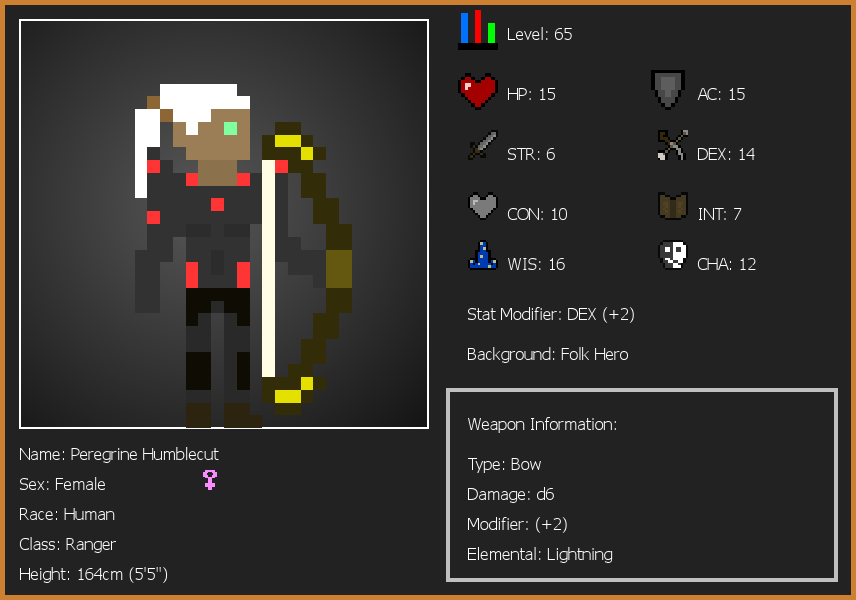 Level: 65
HP: 15
AC: 15
STR: 6
DEX: 14
CON: 10
INT: 7
WIS: 16
CHA: 12
Stat Modifier: DEX (+2)
Background: Folk Hero
Weapon Information:
Type: Bow
Damage: d6
Modifier: (+2)
Elemental: Lightning
Name: Peregrine Humblecut
Sex: Female
Race: Human
Class: Ranger
Height: 164cm (5'5")